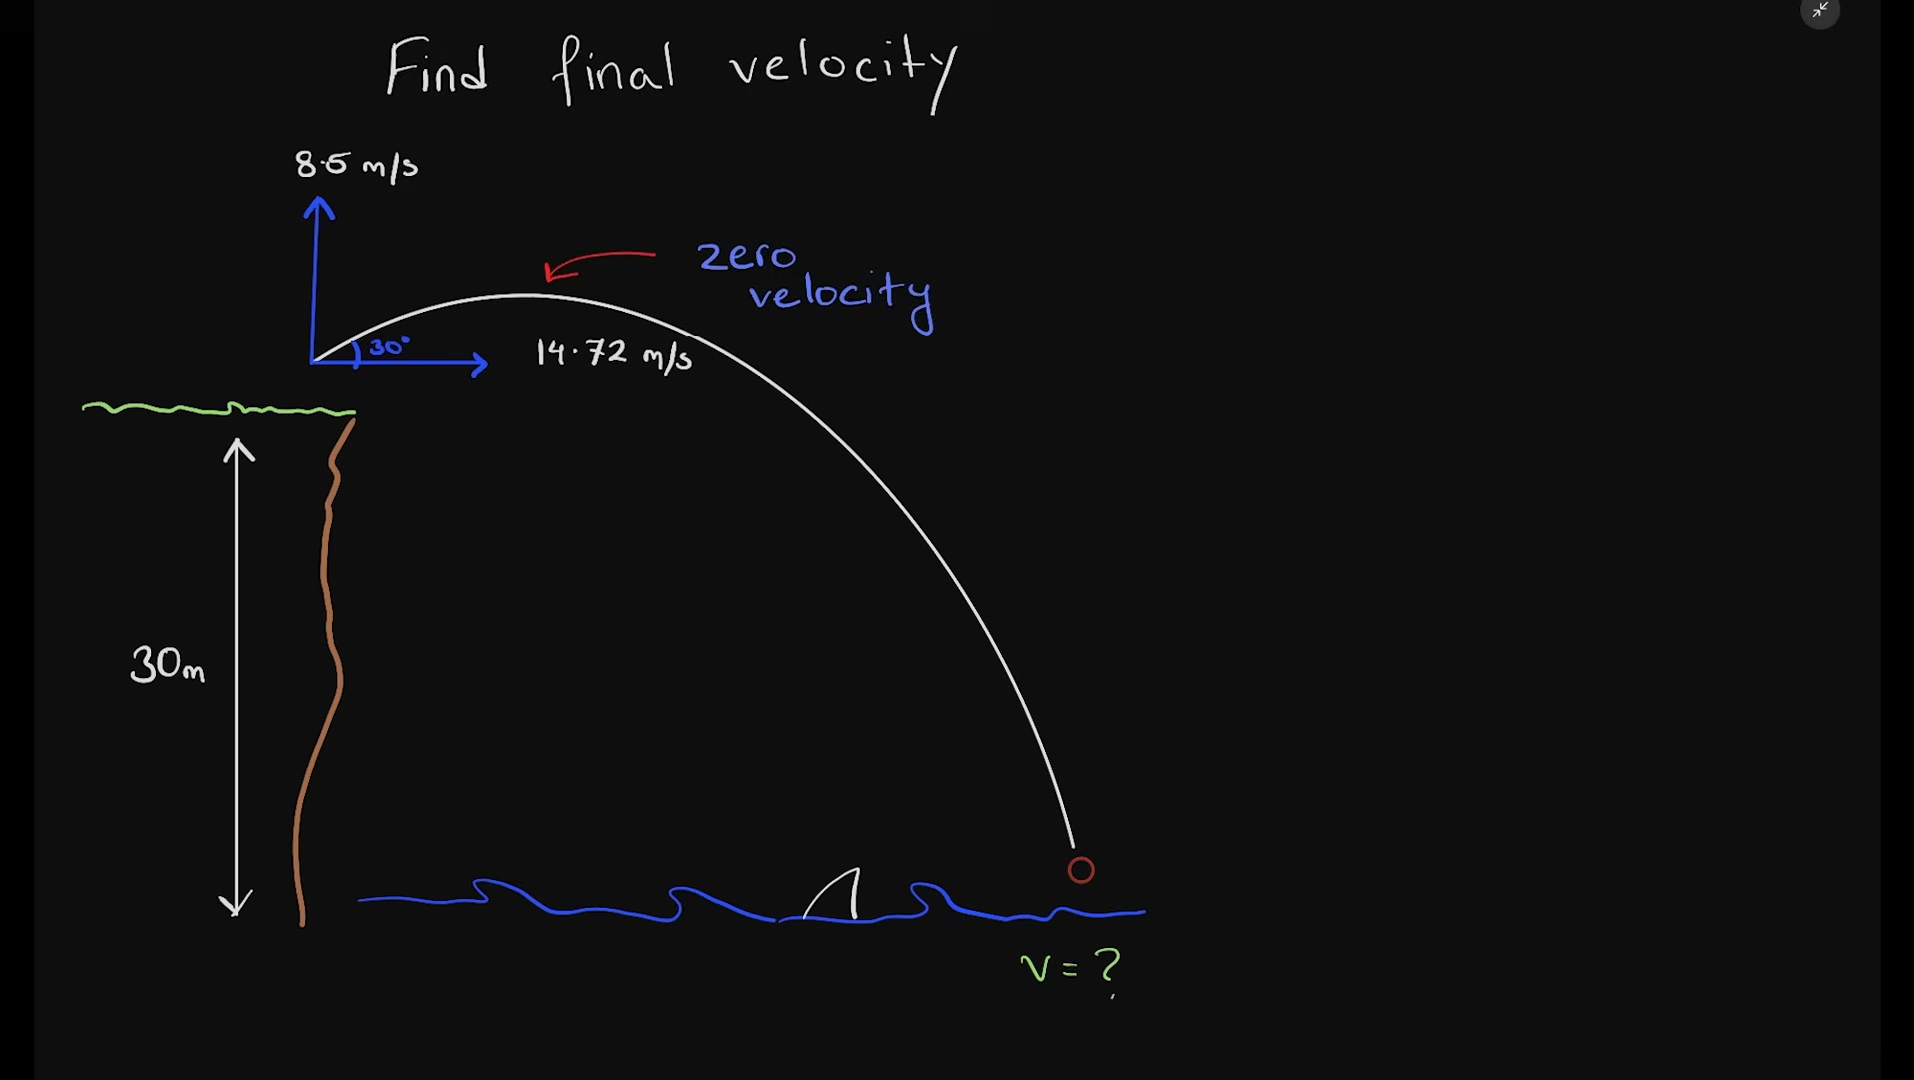 Find final velocity
8.5 m/s
zero
velocity
30°
14.72 m/s
30m
v = ?